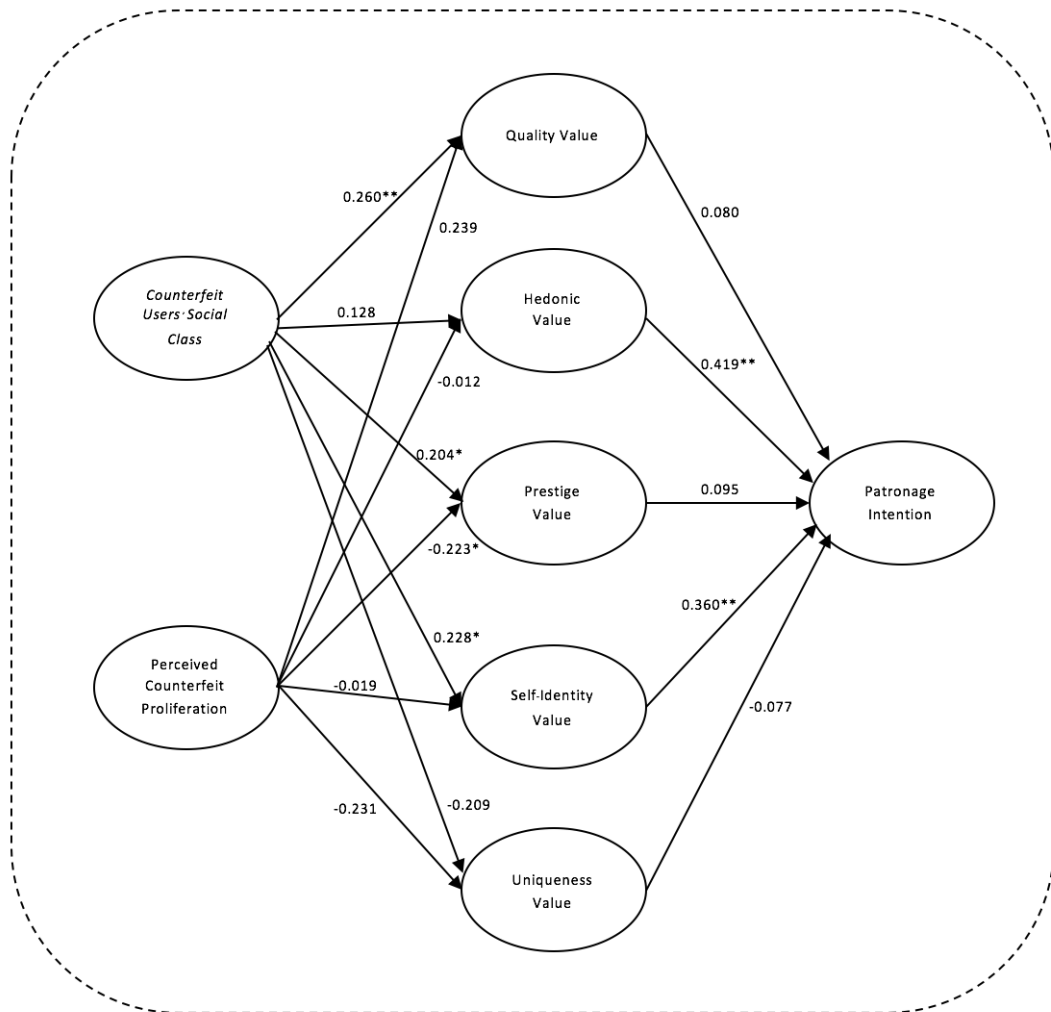 Quality Value
0.260**
0.239
0.080
Counterfeit
Users·Social
Class
0.128
Hedonic
Value
-0.012
0.419**
0.204*
Prestige
Value
0.095
Patronage
Intention
-0.223*
0.228*
0.360**
Perceived
Counterfeit
Proliferation
-0.019
Self-Identity
Value
-0.077
-0.231
-0.209
Uniqueness
Value